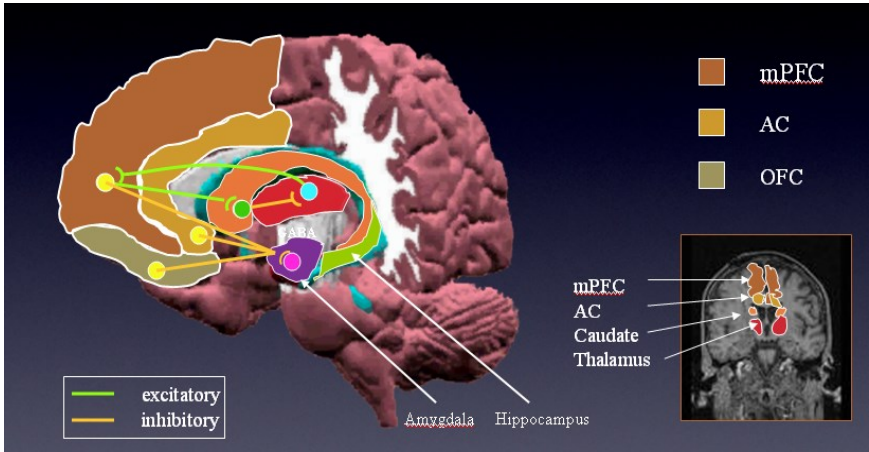 mPFC
AC
OFC
GABA
mPFC
AC
Caudate
Thalamus
excitatory
inhibitory
Amygdala
Hippocampus